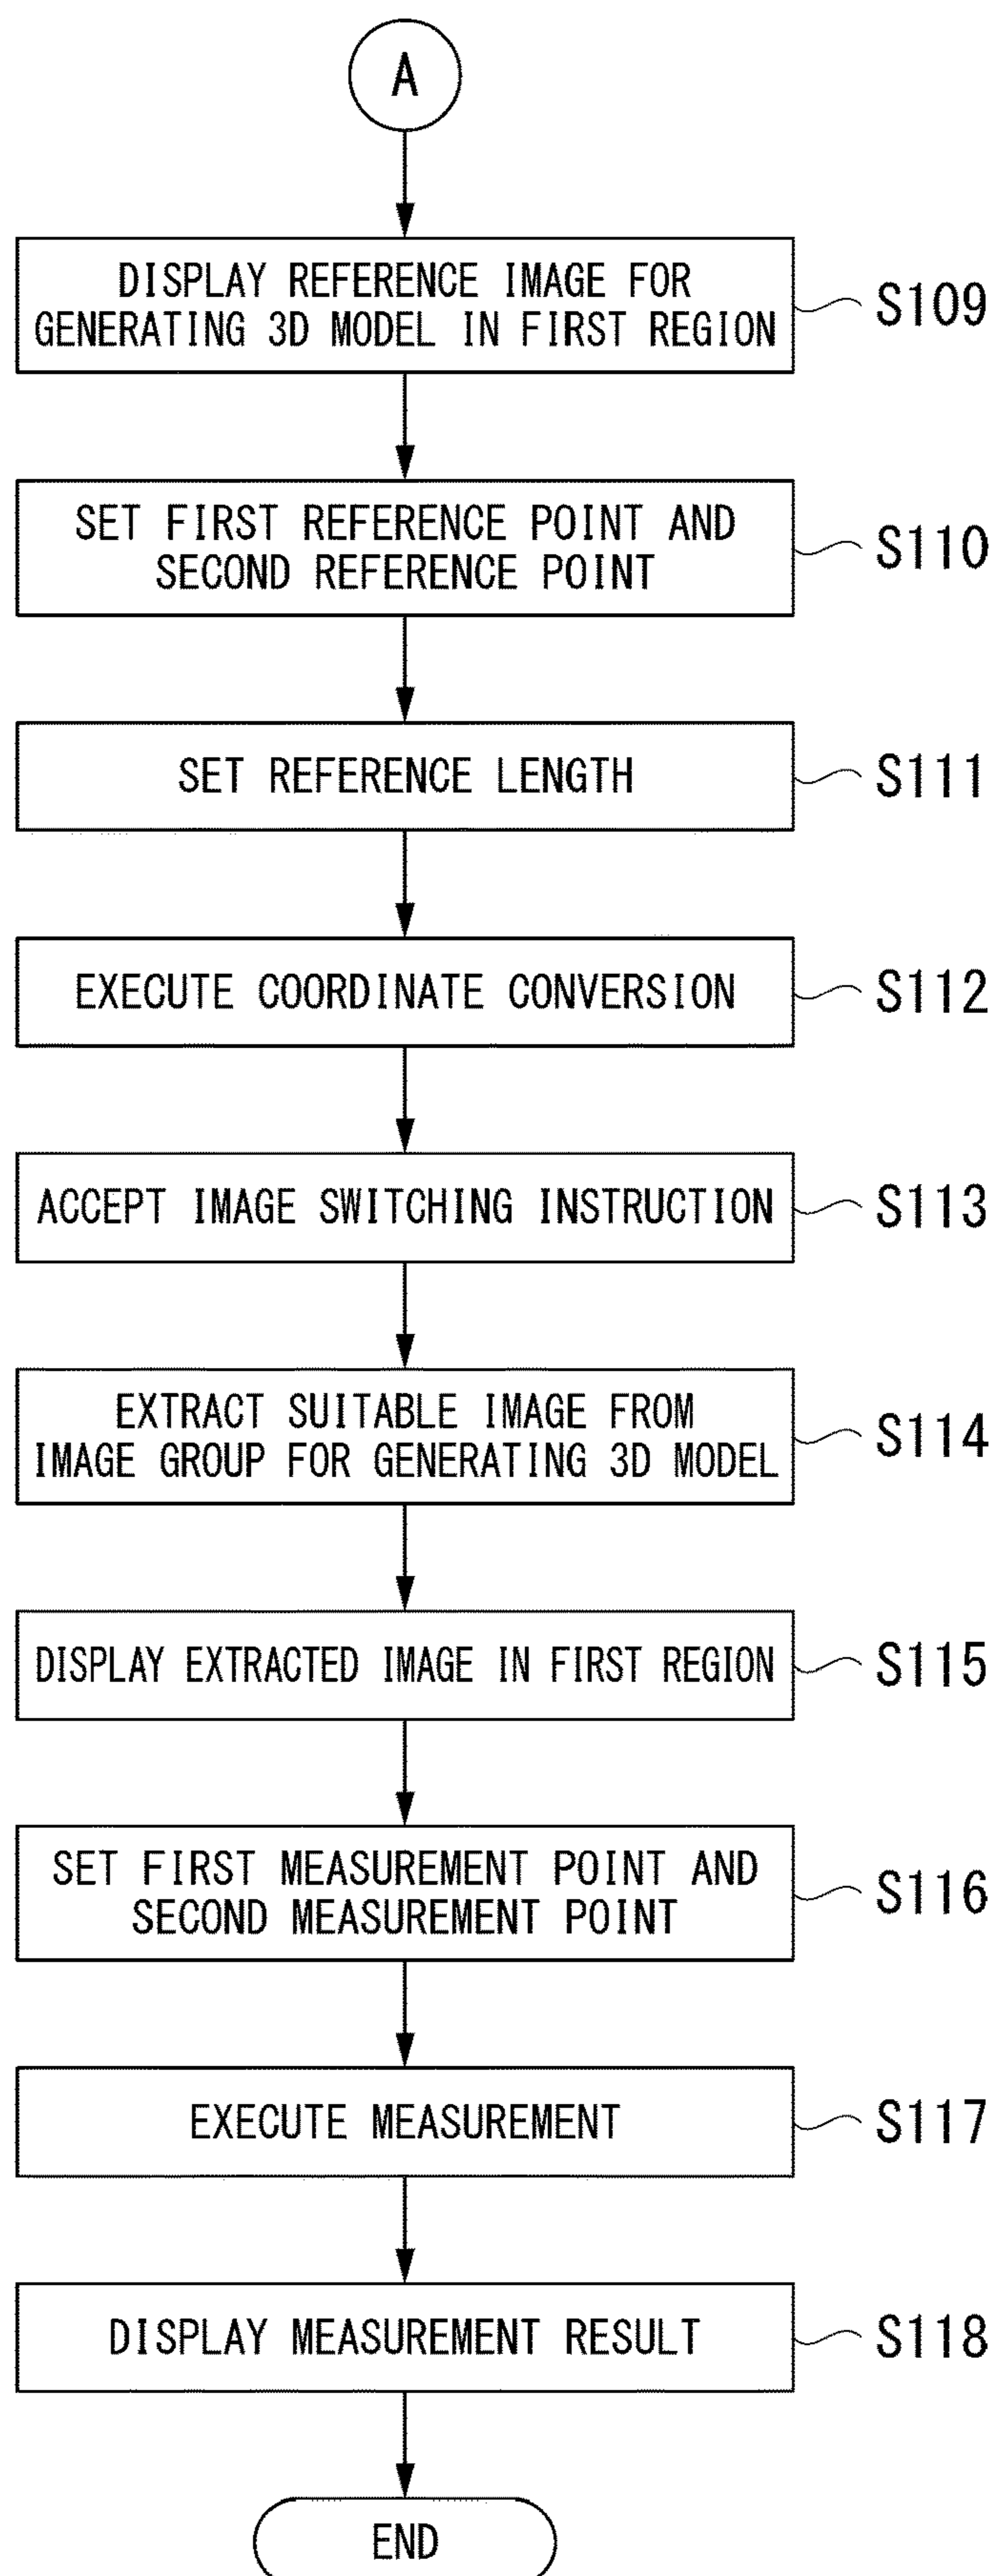 A
DISPLAY REFERENCE IMAGE FOR
GENERATING 3D MODEL IN FIRST REGION
S109
SET FIRST REFERENCE POINT AND
SECOND REFERENCE POINT
S110
SET REFERENCE LENGTH
S111
EXECUTE COORDINATE CONVERSION
S112
ACCEPT IMAGE SWITCHING INSTRUCTION
S113
EXTRACT SUITABLE IMAGE FROM
IMAGE GROUP FOR GENERATING 3D MODEL
S114
DISPLAY EXTRACTED IMAGE IN FIRST REGION
S115
SET FIRST MEASUREMENT POINT AND
SECOND MEASUREMENT POINT
S116
EXECUTE MEASUREMENT
S117
DISPLAY MEASUREMENT RESULT
S118
END